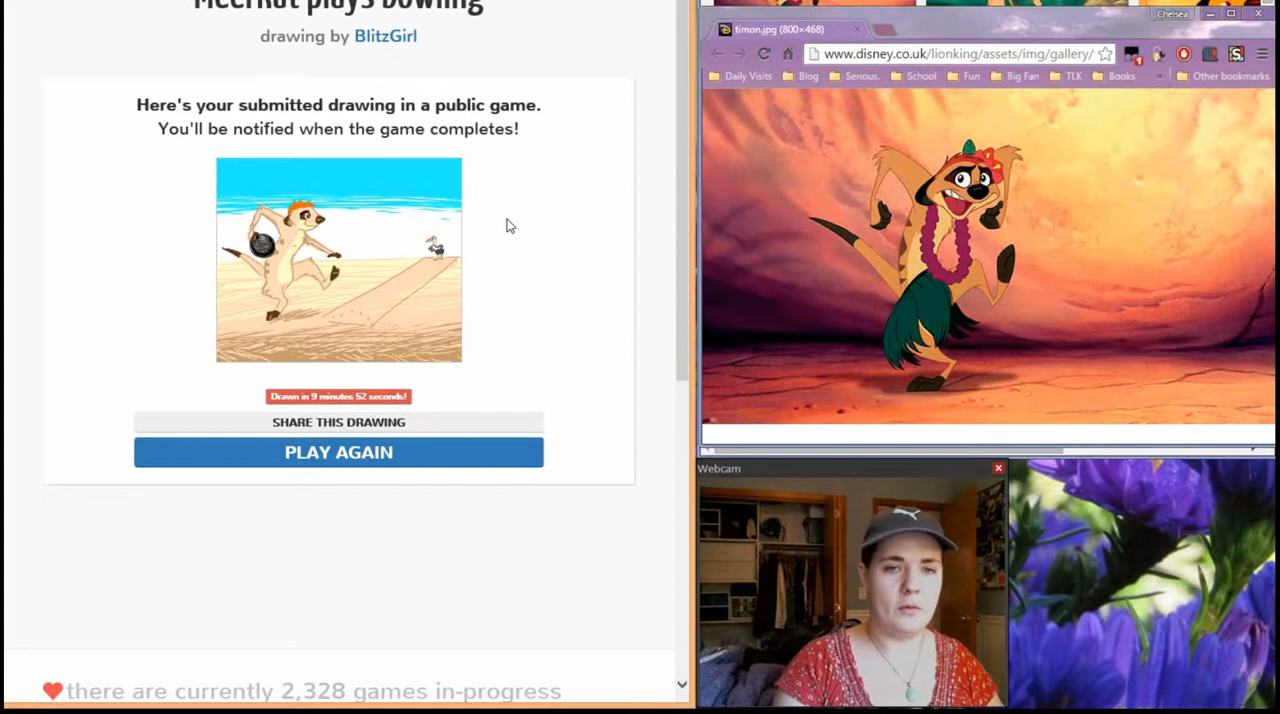 Meerkat plays bowling
drawing by BlitzGirl
Here's your submitted drawing in a public game.
You'll be notified when the game completes!
Drawn in 9 minutes 52 seconds!
SHARE THIS DRAWING
PLAY AGAIN
there are currently 2,328 games in-progress
Chelsea
timon.jpg (800×468)
www.disney.co.uk/lionking/assets/img/gallery/
Daily Visits
Blog
Serious.
School
Fun
Big Fan
TLK
Books
»
Other bookmarks
Webcam